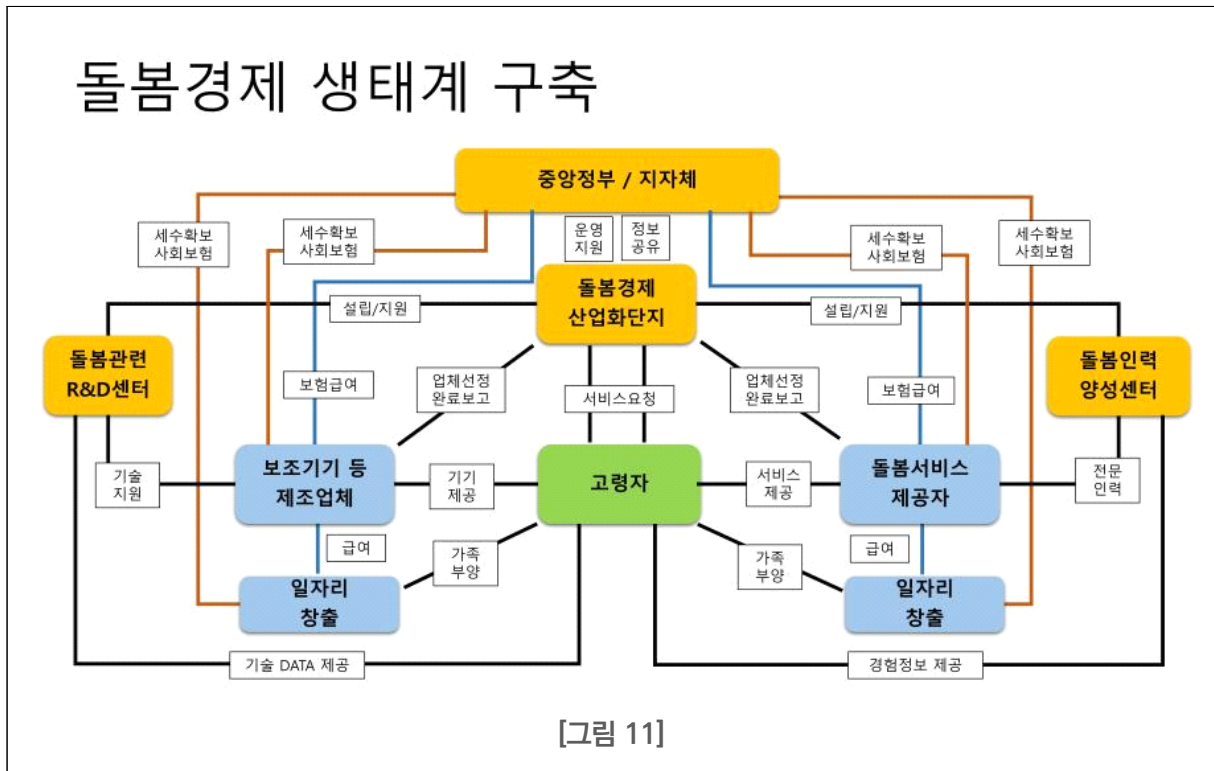 돌봄경제 생태계 구축
중앙정부 / 지자체
세수확보
사회보험
세수확보
사회보험
운영
지원
정보
공유
세수확보
사회보험
세수확보
사회보험
돌봄경제
산업화단지
설립/지원
설립/지원
돌봄관련
R&D센터
돌봄인력
양성센터
보험급여
업체선정
완료보고
서비스요청
업체선정
완료보고
보험급여
보조기기 등
제조업체
고령자
돌봄서비스
제공자
기술
지원
기기
제공
서비스
제공
전문
인력
급여
가족
부양
가족
부양
급여
일자리
창출
일자리
창출
기술 DATA 제공
경험정보 제공
[그림 11]